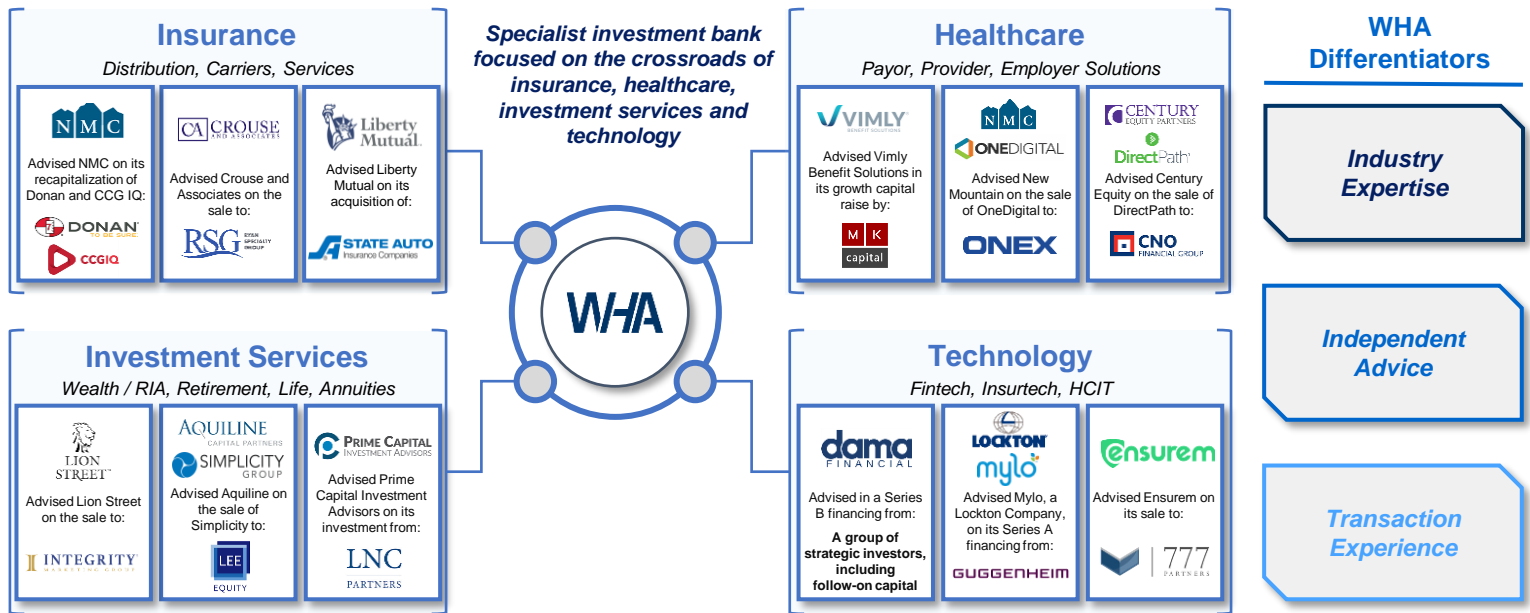 Insurance
Distribution, Carriers, Services
NMC
Advised NMC on its
recapitalization of
Donan and CCG IQ:
DONAN
TO BE SURE
CCGIQ
CA CROUSE
AND ASSOCIATES
Advised Crouse and
Associates on the
sale to:
RSG RYAN
SPECIALTY
GROUP
Liberty
Mutual
Advised Liberty
Mutual on its
acquisition of:
STATE AUTO
Insurance Companies
Specialist investment bank
focused on the crossroads of
insurance, healthcare,
investment services and
technology
WHA
Healthcare
Payor, Provider, Employer Solutions
VIMLY
BENEFIT SOLUTIONS
Advised Vimly
Benefit Solutions in
its growth capital
raise by:
M K
capital
NMC
ONEDIGITAL
Advised New
Mountain on the sale
of OneDigital to:
ONEX
CENTURY
EQUITY PARTNERS
DirectPath
Advised Century
Equity on the sale of
DirectPath to:
CNO
FINANCIAL GROUP
Investment Services
Wealth / RIA, Retirement, Life, Annuities
LION
STREET
Advised Lion Street
on the sale to:
INTEGRITY
MARKETING GROUP
AQUILINE
CAPITAL PARTNERS
SIMPLICITY
GROUP
Advised Aquiline on
the sale of
Simplicity to:
LEE
EQUITY
PRIME CAPITAL
INVESTMENT ADVISORS
Advised Prime
Capital Investment
Advisors on its
investment from:
LNC
PARTNERS
Technology
Fintech, Insurtech, HCIT
dama
FINANCIAL
Advised in a Series
B financing from:
A group of
strategic investors,
including
follow-on capital
LOCKTON
mylo
Advised Mylo, a
Lockton Company,
on its Series A
financing from:
GUGGENHEIM
ensurem
Advised Ensurem on
its sale to:
777
PARTNERS
WHA
Differentiators
Industry
Expertise
Independent
Advice
Transaction
Experience